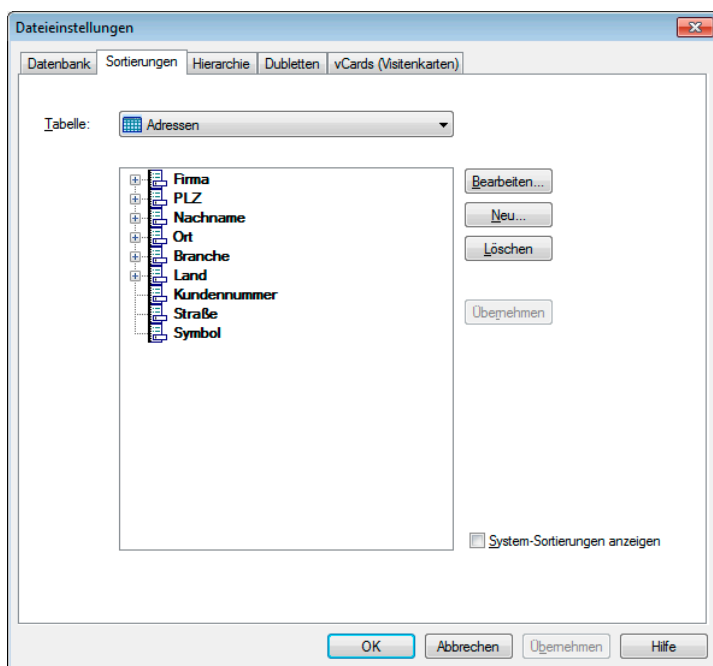 Dateieinstellungen
Datenbank Sortierungen Hierarchie Dubletten vCards (Visitenkarten)
Tabelle: Adressen
Firma
PLZ
Nachname
Ort
Branche
Land
Kundennummer
Straße
Symbol
Bearbeiten...
Neu...
Löschen
Übernehmen
System-Sortierungen anzeigen
OK Abbrechen Übernehmen Hilfe